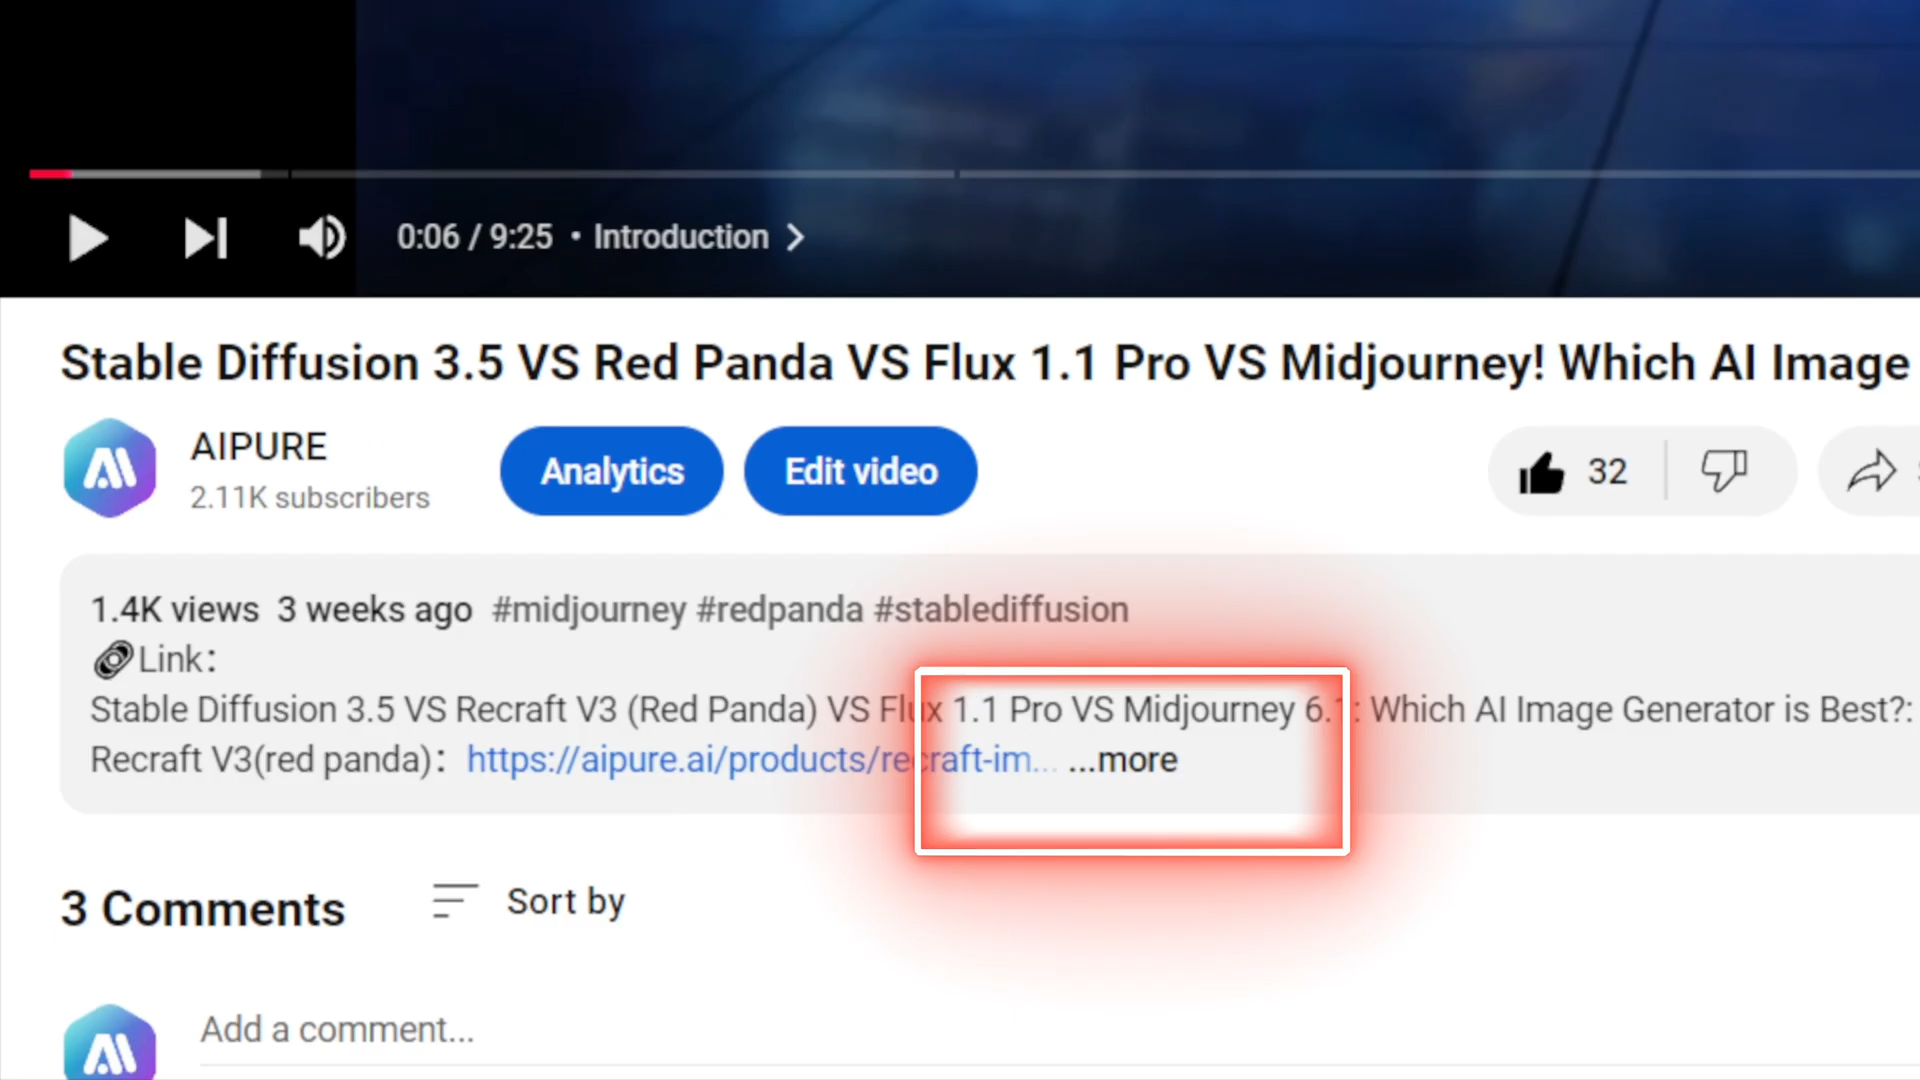 0:06 / 9:25 • Introduction
Stable Diffusion 3.5 VS Red Panda VS Flux 1.1 Pro VS Midjourney! Which AI Image
AIPURE
2.11K subscribers
Analytics
Edit video
32
1.4K views 3 weeks ago #midjourney #redpanda #stablediffusion
Link:
Stable Diffusion 3.5 VS Recraft V3 (Red Panda) VS Flux 1.1 Pro VS Midjourney 6.1: Which AI Image Generator is Best?:
Recraft V3(red panda): https://aipure.ai/products/recraft-im... ...more
3 Comments
Sort by
Add a comment...